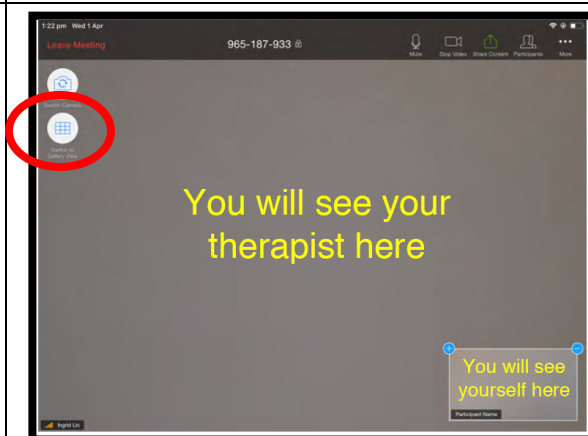 1:22 pm Wed 1 Apr
Leave Meeting
965-187-933
Mute
Stop Video
Share Content
Participants
More
Switch Camera
Switch to
Gallery View
You will see your
therapist here
You will see
yourself here
Participant Name
Ingrid Lin